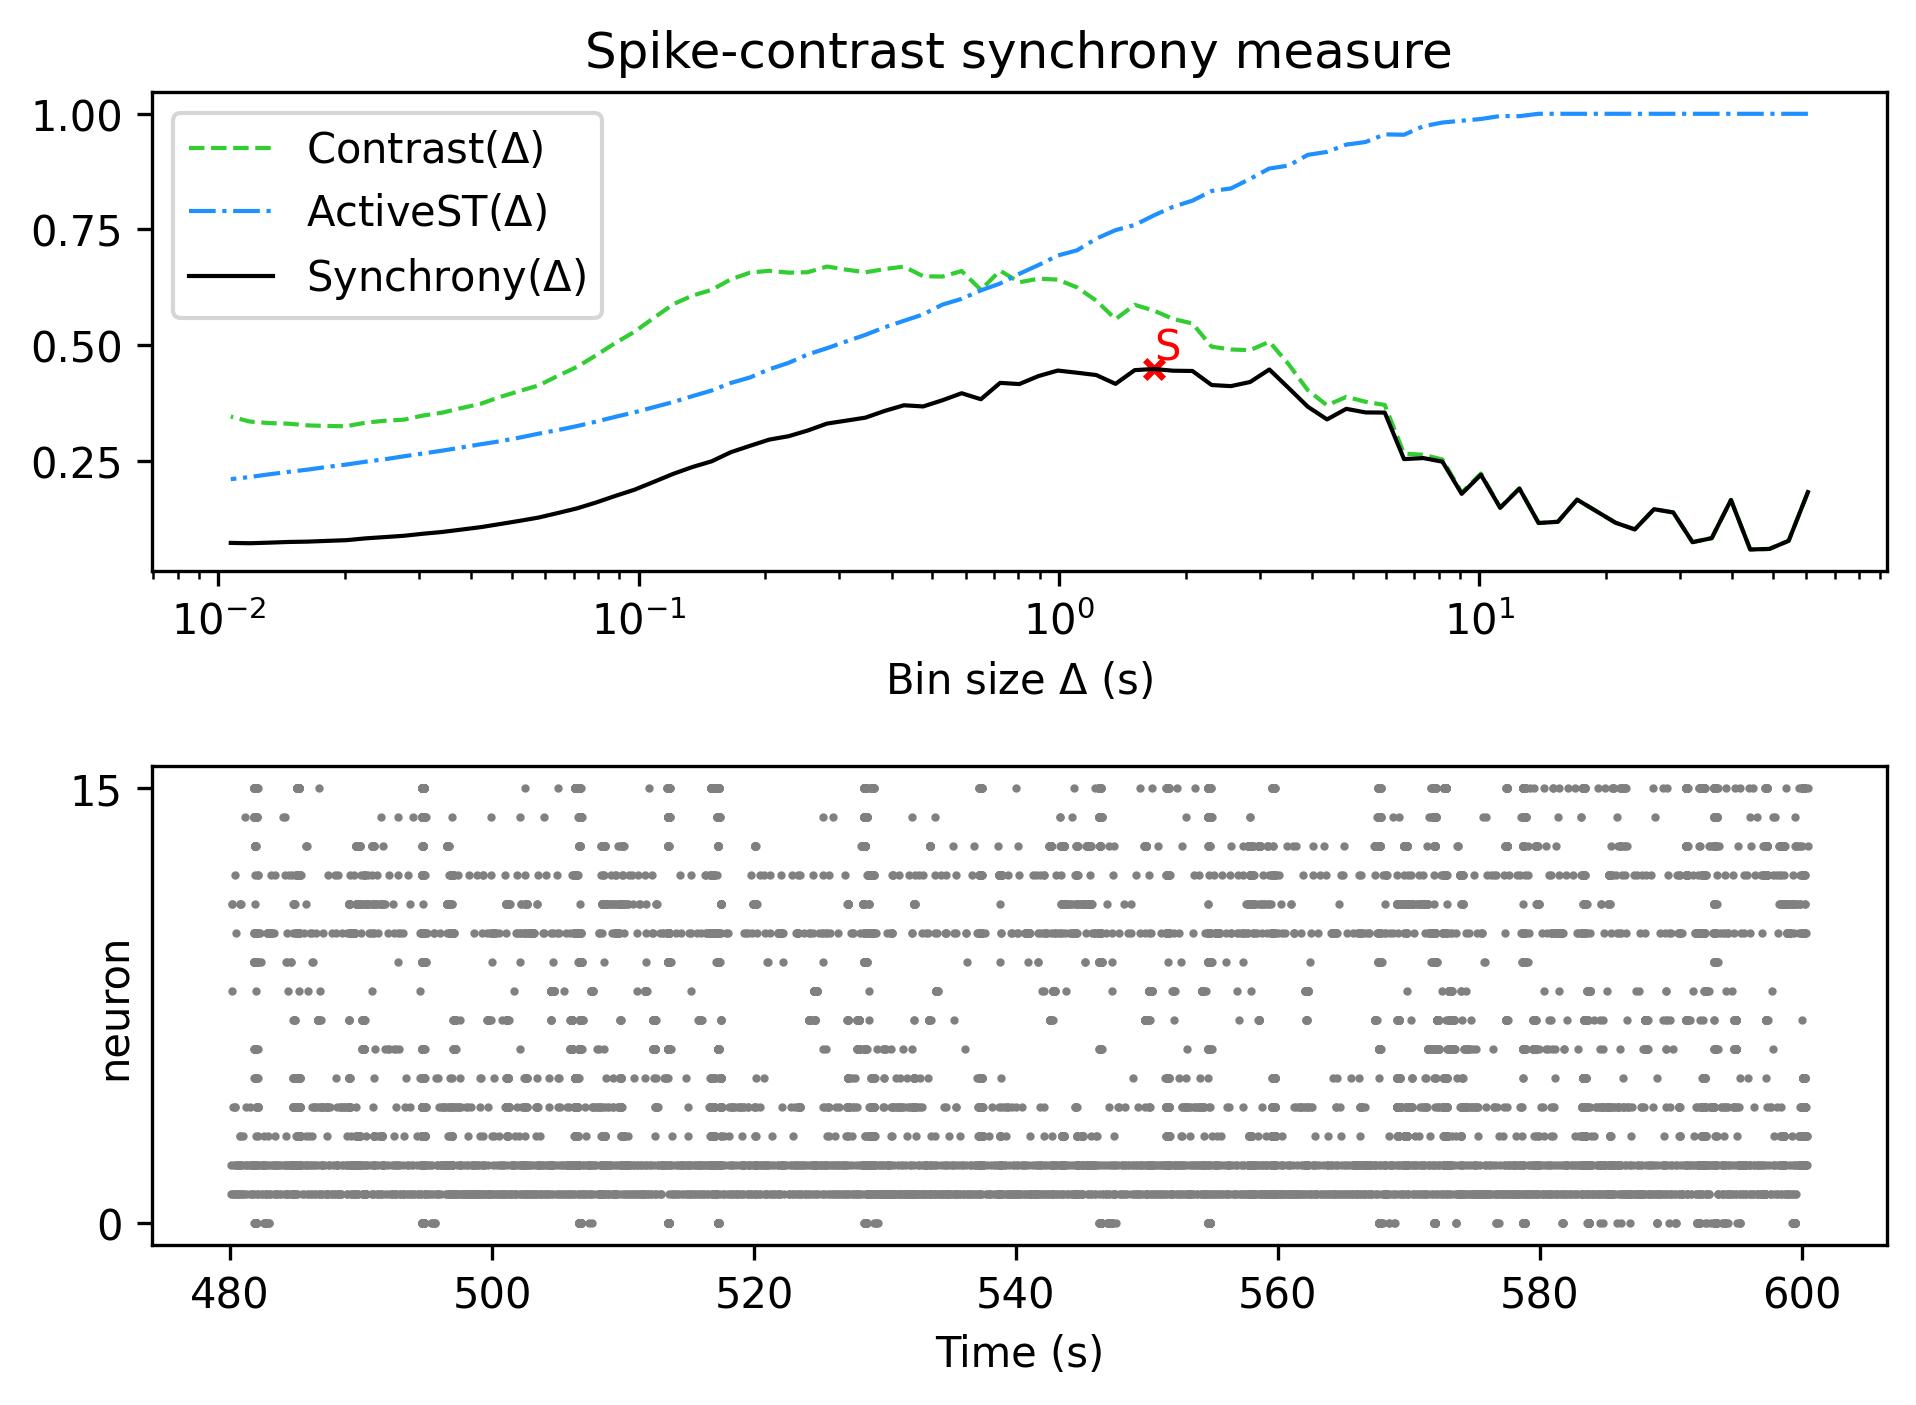 Spike-contrast synchrony measure
1.00
0.75
0.50
0.25
Contrast(Δ)
ActiveST(Δ)
Synchrony(Δ)
S
10⁻² 10⁻¹ 10⁰ 10¹
Bin size Δ (s)
15
0
neuron
480 500 520 540 560 580 600
Time (s)